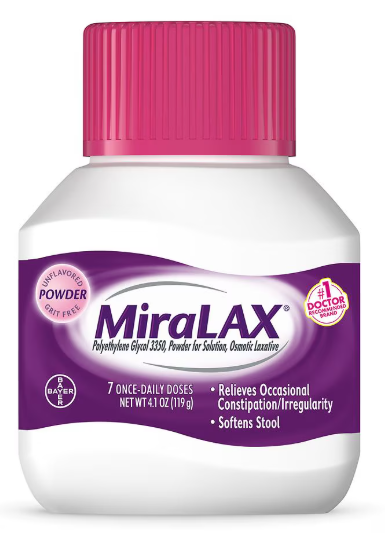 UNFLAVORED
POWDER
GRIT FREE
#1
DOCTOR
RECOMMENDED
BRAND
MiraLAX®
Polyethylene Glycol 3350, Powder for Solution, Osmotic Laxative
BAYER
BAYER
7 ONCE-DAILY DOSES
NET WT 4.1 OZ (119 g)
• Relieves Occasional
Constipation/Irregularity
• Softens Stool